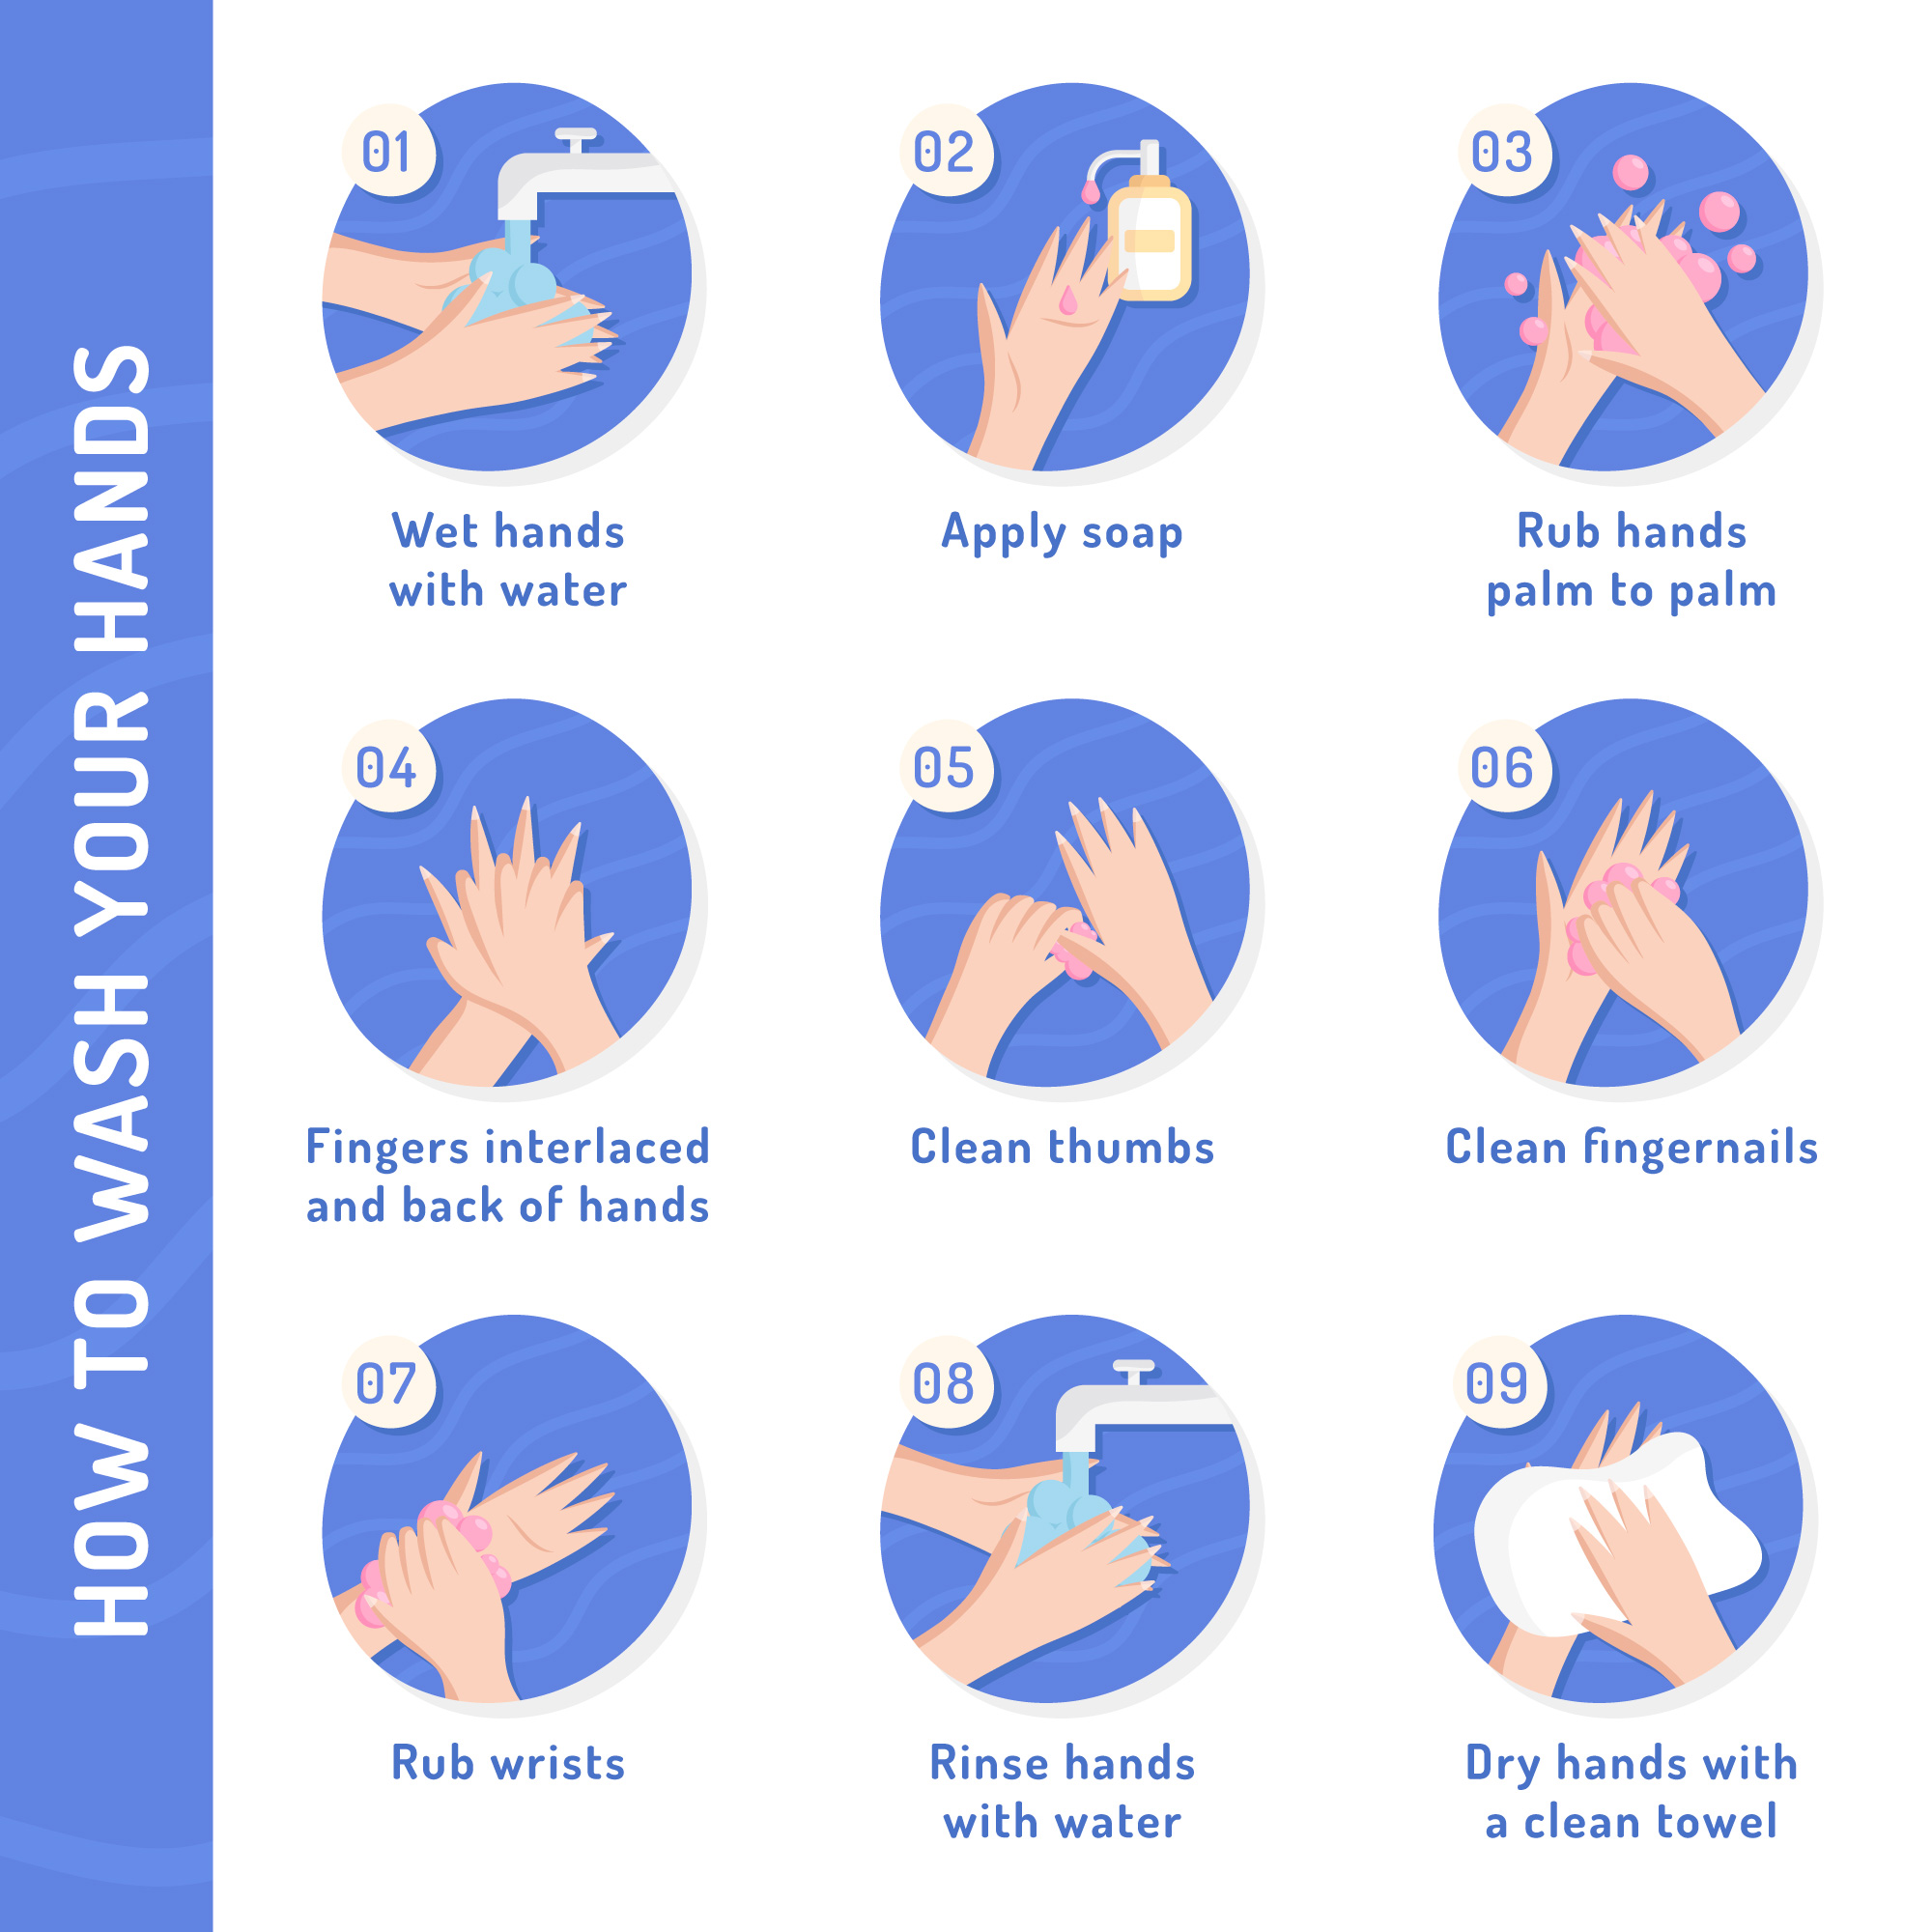 HOW TO WASH YOUR HANDS
01
Wet hands
with water
02
Apply soap
03
Rub hands
palm to palm
04
Fingers interlaced
and back of hands
05
Clean thumbs
06
Clean fingernails
07
Rub wrists
08
Rinse hands
with water
09
Dry hands with
a clean towel